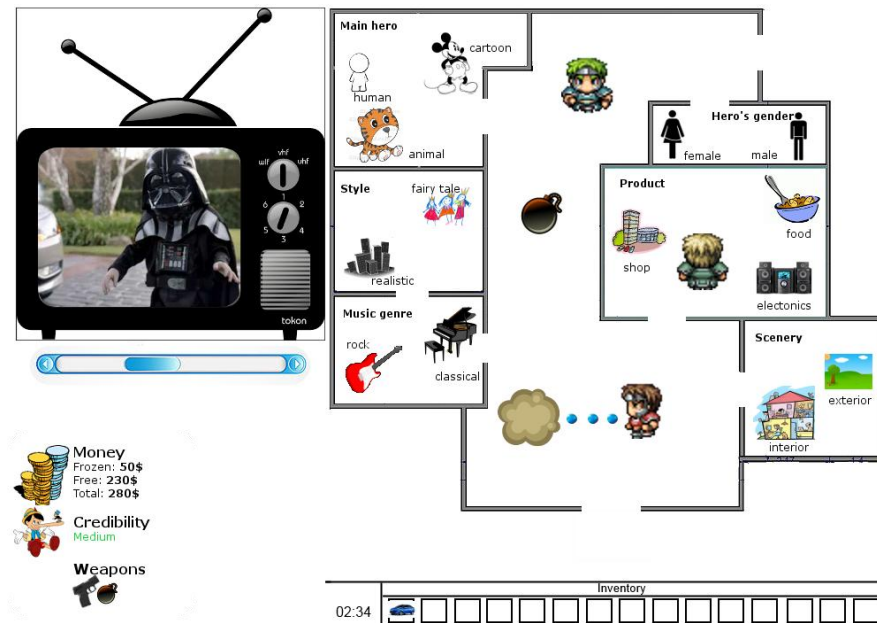 Main hero
cartoon
human
animal
Hero's gender
female
male
Style
fairy tale
realistic
Product
food
shop
electonics
Music genre
rock
classical
Scenery
exterior
interior
vhf
uhf
1
6
2
5
4
3
tokon
Money
Frozen: 50$
Free: 230$
Total: 280$
Credibility
Medium
Weapons
Inventory
02:34